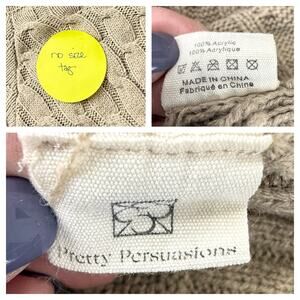 no size
tag
100% Acrylic
100% Acrylique
MADE IN CHINA
Fabriqué en Chine
Pretty Persuasions